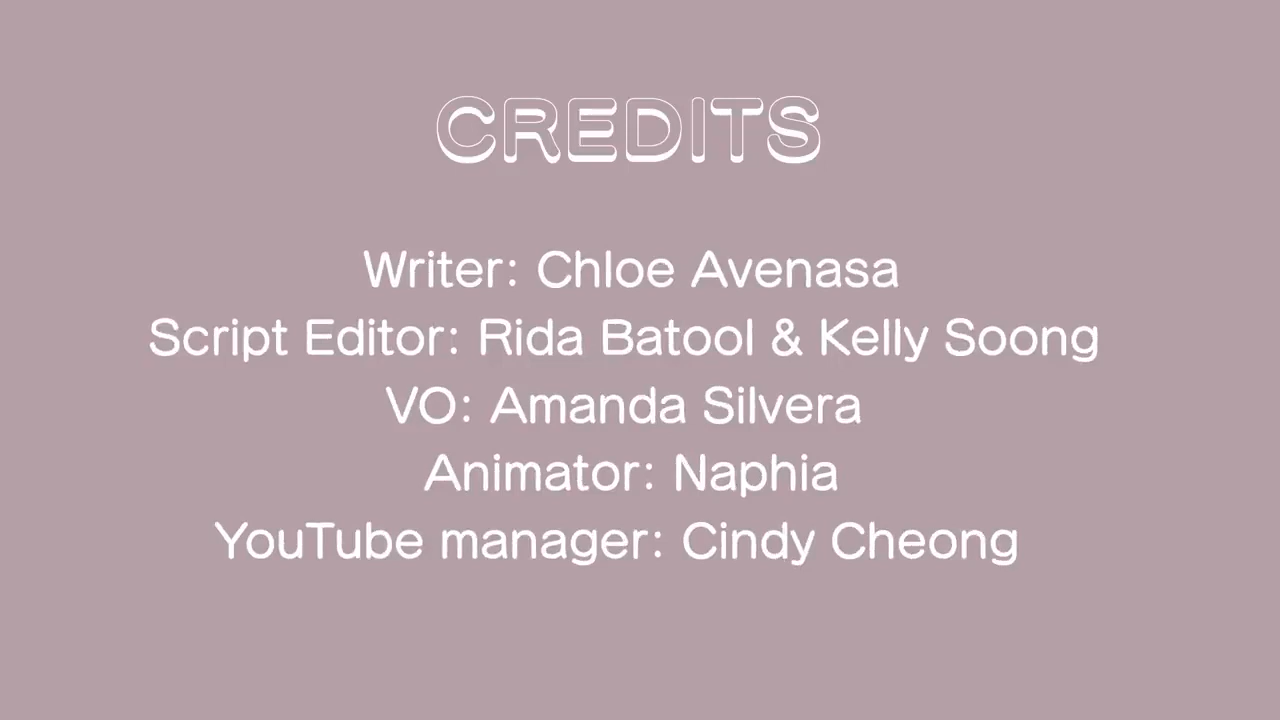 CREDITS
Writer: Chloe Avenasa
Script Editor: Rida Batool & Kelly Soong
VO: Amanda Silvera
Animator: Naphia
YouTube manager: Cindy Cheong